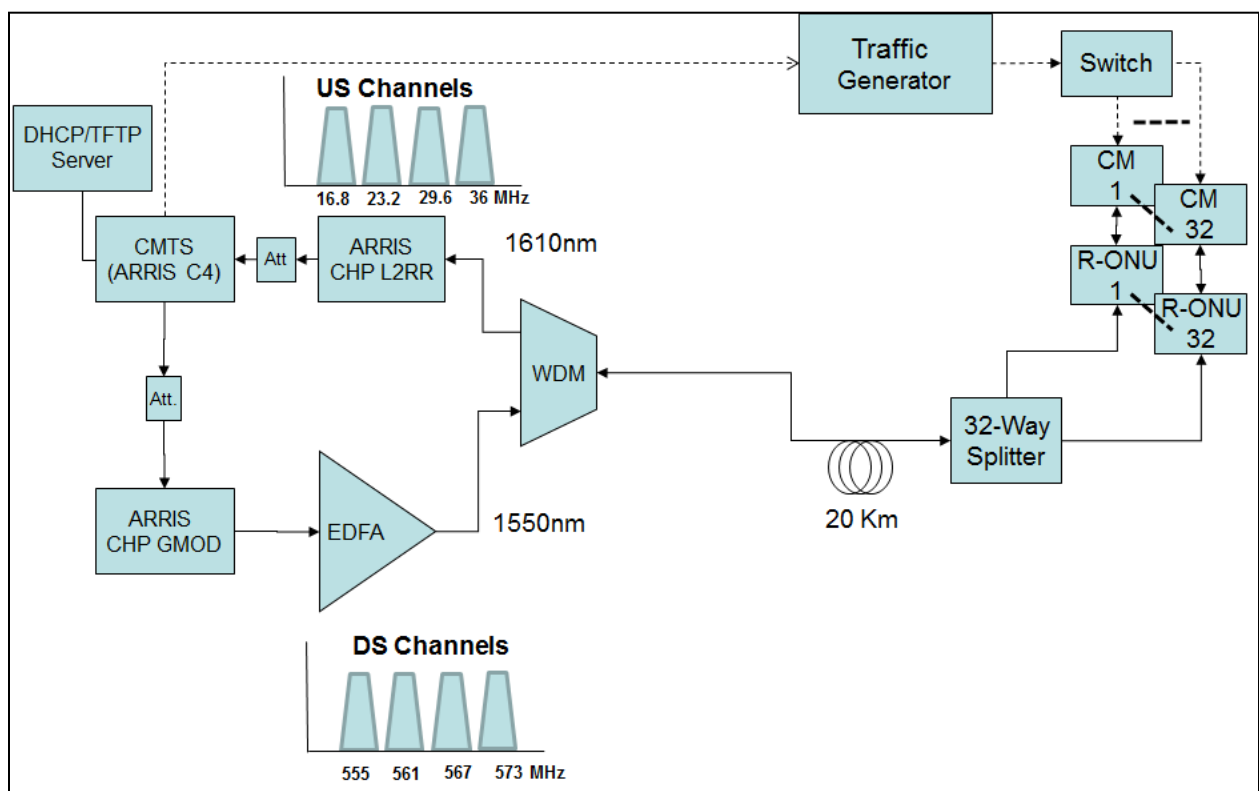 Traffic
Generator
Switch
US Channels
16.8 23.2 29.6 36 MHz
DHCP/TFTP
Server
CM
1
CM
32
CMTS
(ARRIS C4)
Att
ARRIS
CHP L2RR
1610nm
R-ONU
1
R-ONU
32
WDM
Att.
32-Way
Splitter
20 Km
ARRIS
CHP GMOD
EDFA
1550nm
DS Channels
555 561 567 573 MHz